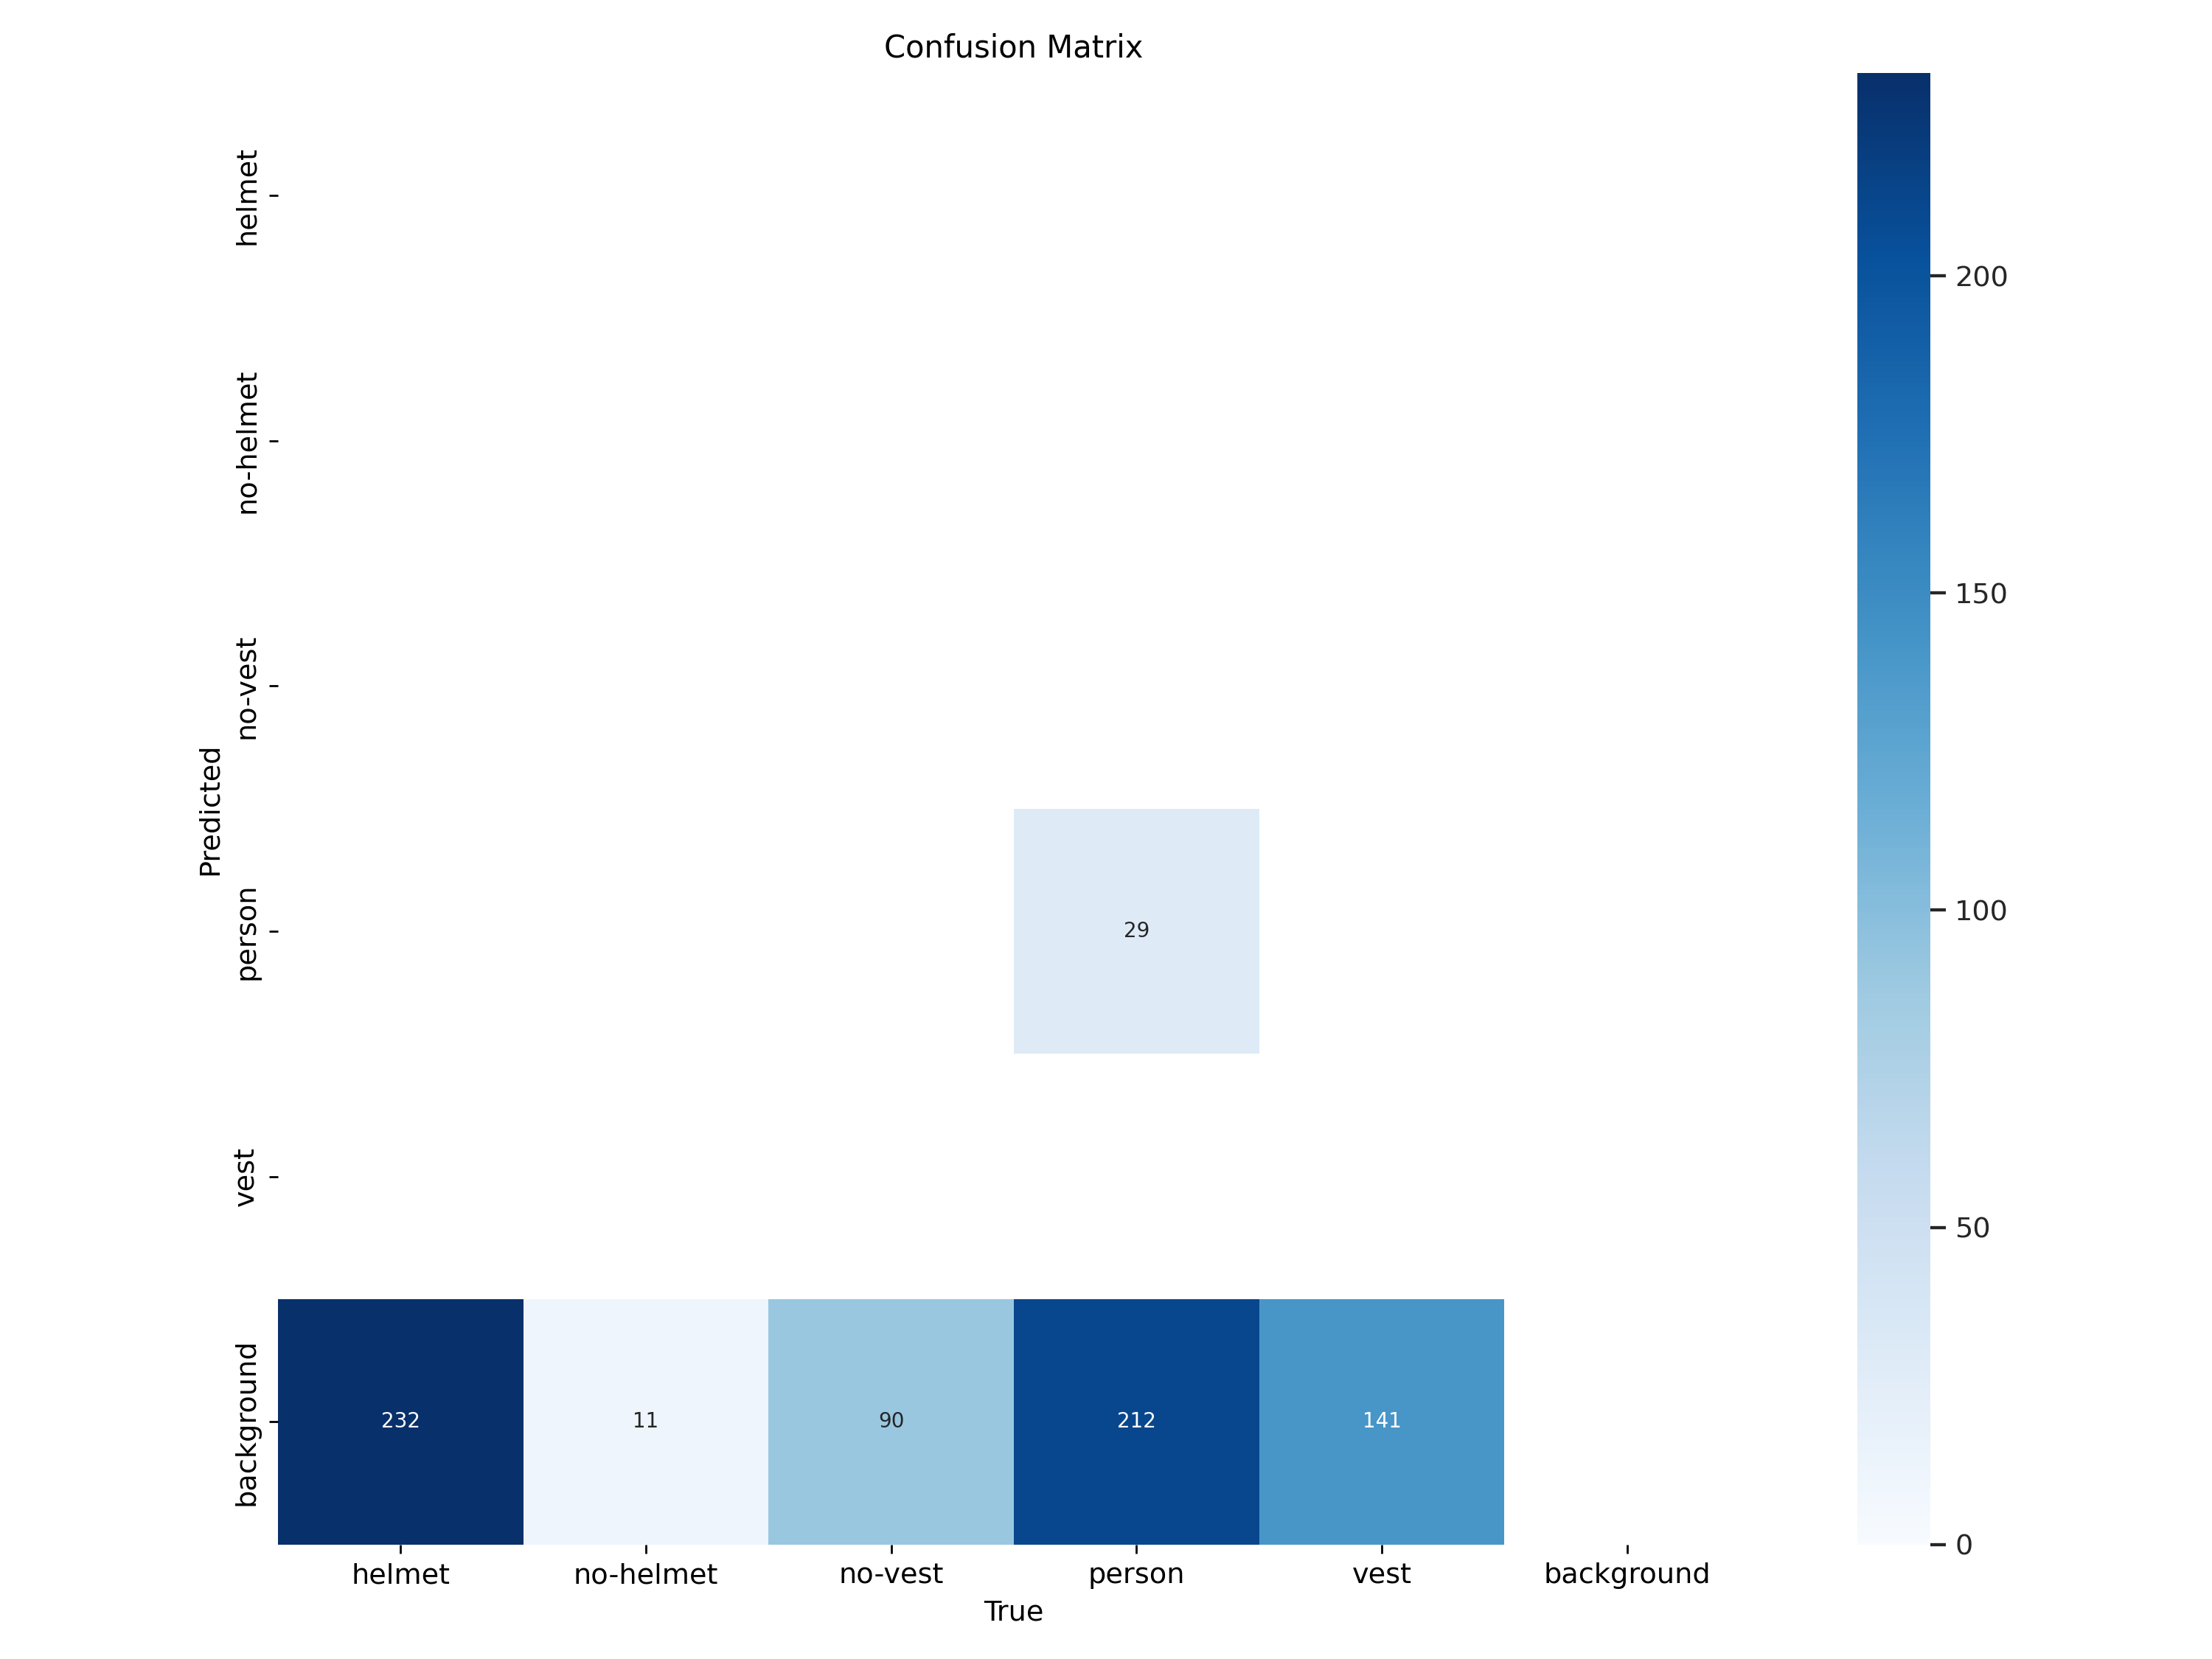 Confusion Matrix
helmet
no-helmet
no-vest
person
vest
background
Predicted
29
232 11 90 212 141
helmet no-helmet no-vest person vest background
True
200
150
100
50
0